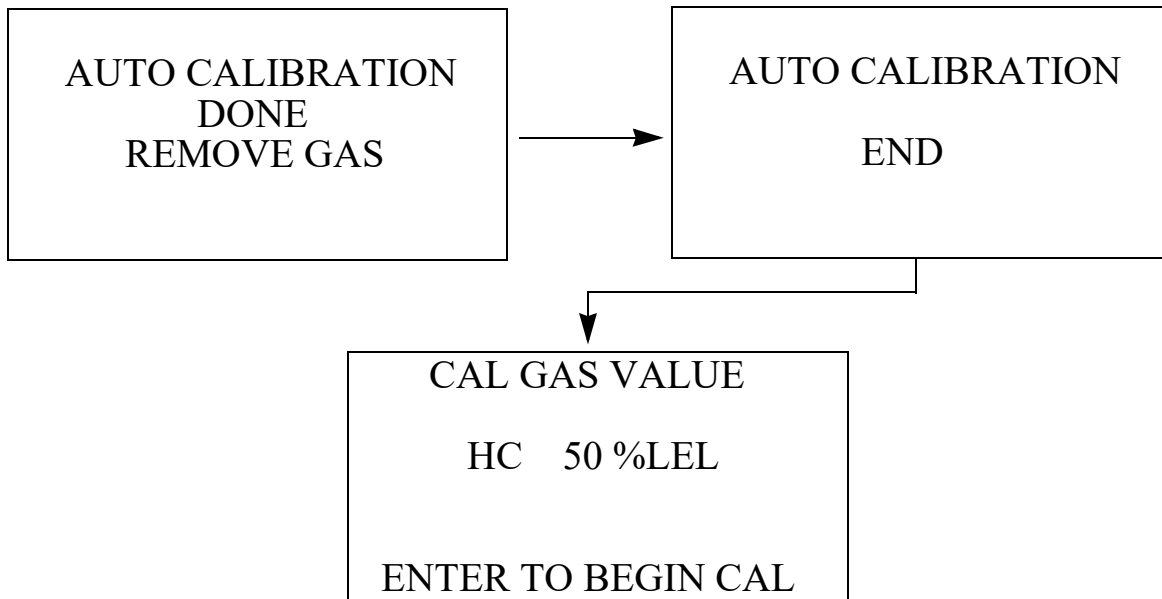 AUTO CALIBRATION
DONE
REMOVE GAS
AUTO CALIBRATION
END
CAL GAS VALUE
HC 50 %LEL
ENTER TO BEGIN CAL